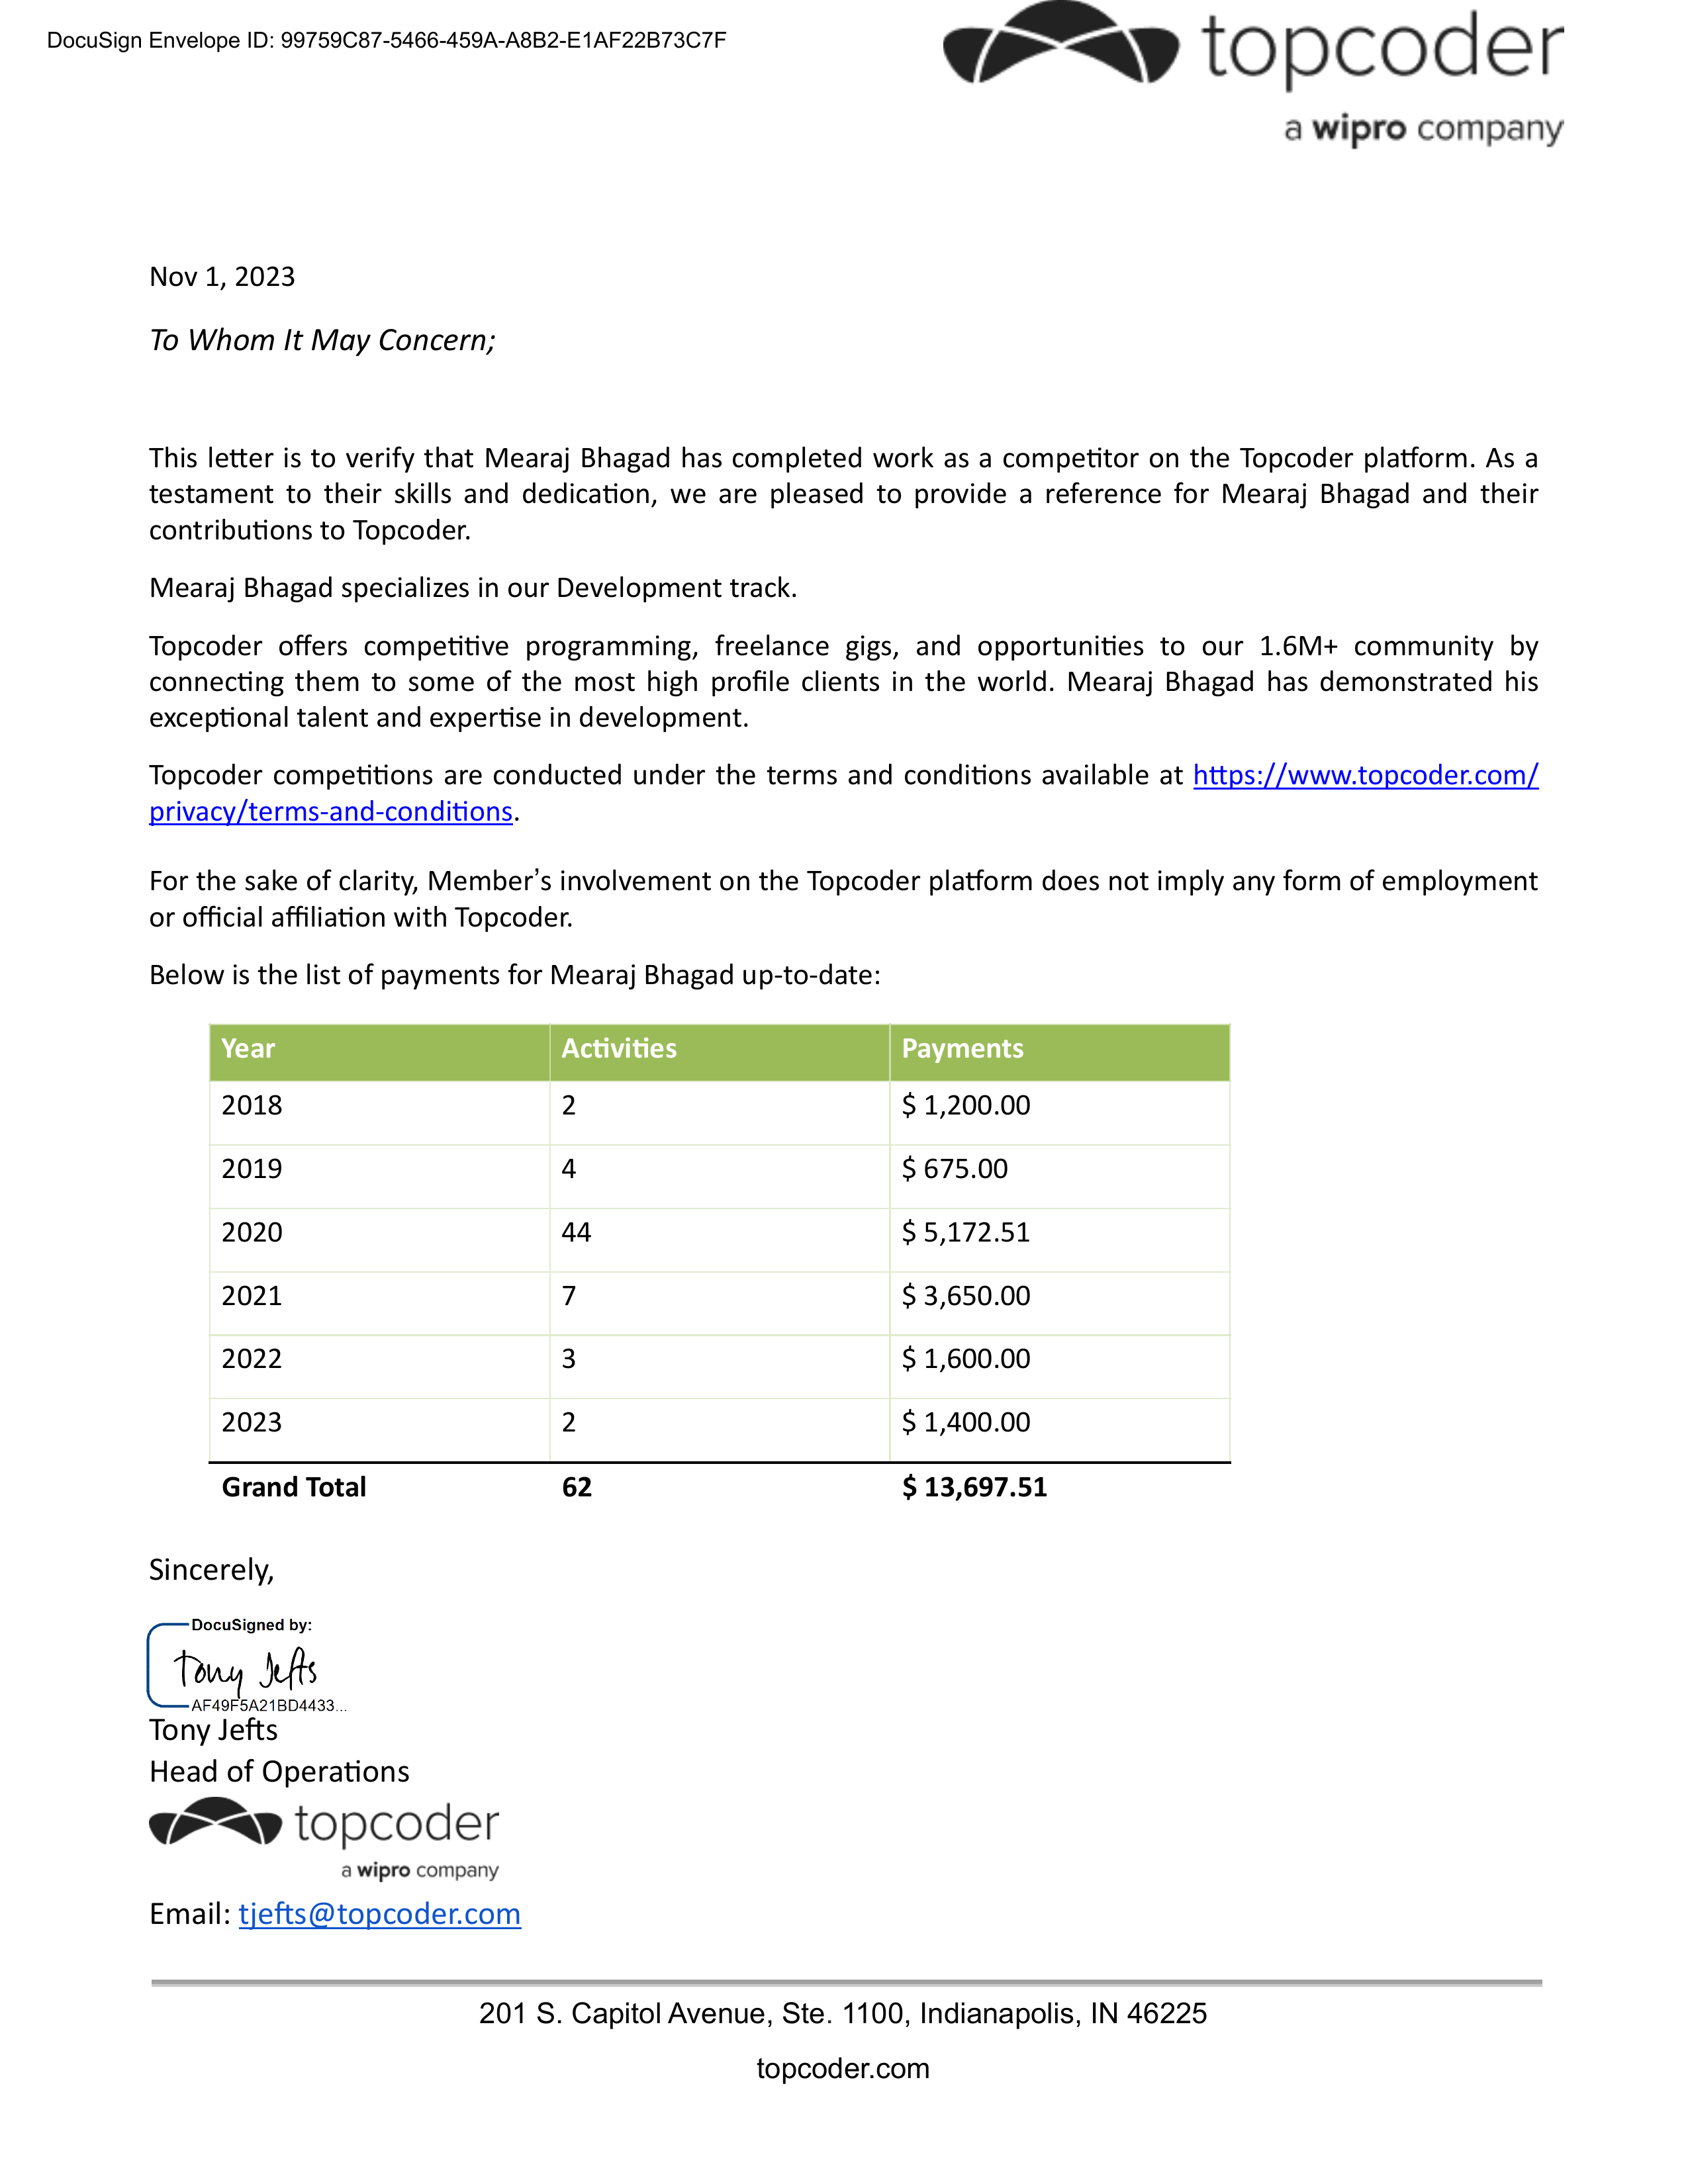 DocuSign Envelope ID: 99759C87-5466-459A-A8B2-E1AF22B73C7F
topcoder
a wipro company
Nov 1, 2023
To Whom It May Concern;
This letter is to verify that Mearaj Bhagad has completed work as a competitor on the Topcoder platform. As a
testament to their skills and dedication, we are pleased to provide a reference for Mearaj Bhagad and their
contributions to Topcoder.
Mearaj Bhagad specializes in our Development track.
Topcoder offers competitive programming, freelance gigs, and opportunities to our 1.6M+ community by
connecting them to some of the most high profile clients in the world. Mearaj Bhagad has demonstrated his
exceptional talent and expertise in development.
Topcoder competitions are conducted under the terms and conditions available at https://www.topcoder.com/
privacy/terms-and-conditions.
For the sake of clarity, Member’s involvement on the Topcoder platform does not imply any form of employment
or official affiliation with Topcoder.
Below is the list of payments for Mearaj Bhagad up-to-date:
Year Activities Payments
2018 2 $ 1,200.00
2019 4 $ 675.00
2020 44 $ 5,172.51
2021 7 $ 3,650.00
2022 3 $ 1,600.00
2023 2 $ 1,400.00
Grand Total 62 $ 13,697.51
Sincerely,
DocuSigned by:
Tony Jefts
AF49F5A21BD4433...
Tony Jefts
Head of Operations
topcoder
a wipro company
Email: tjefts@topcoder.com
201 S. Capitol Avenue, Ste. 1100, Indianapolis, IN 46225
topcoder.com